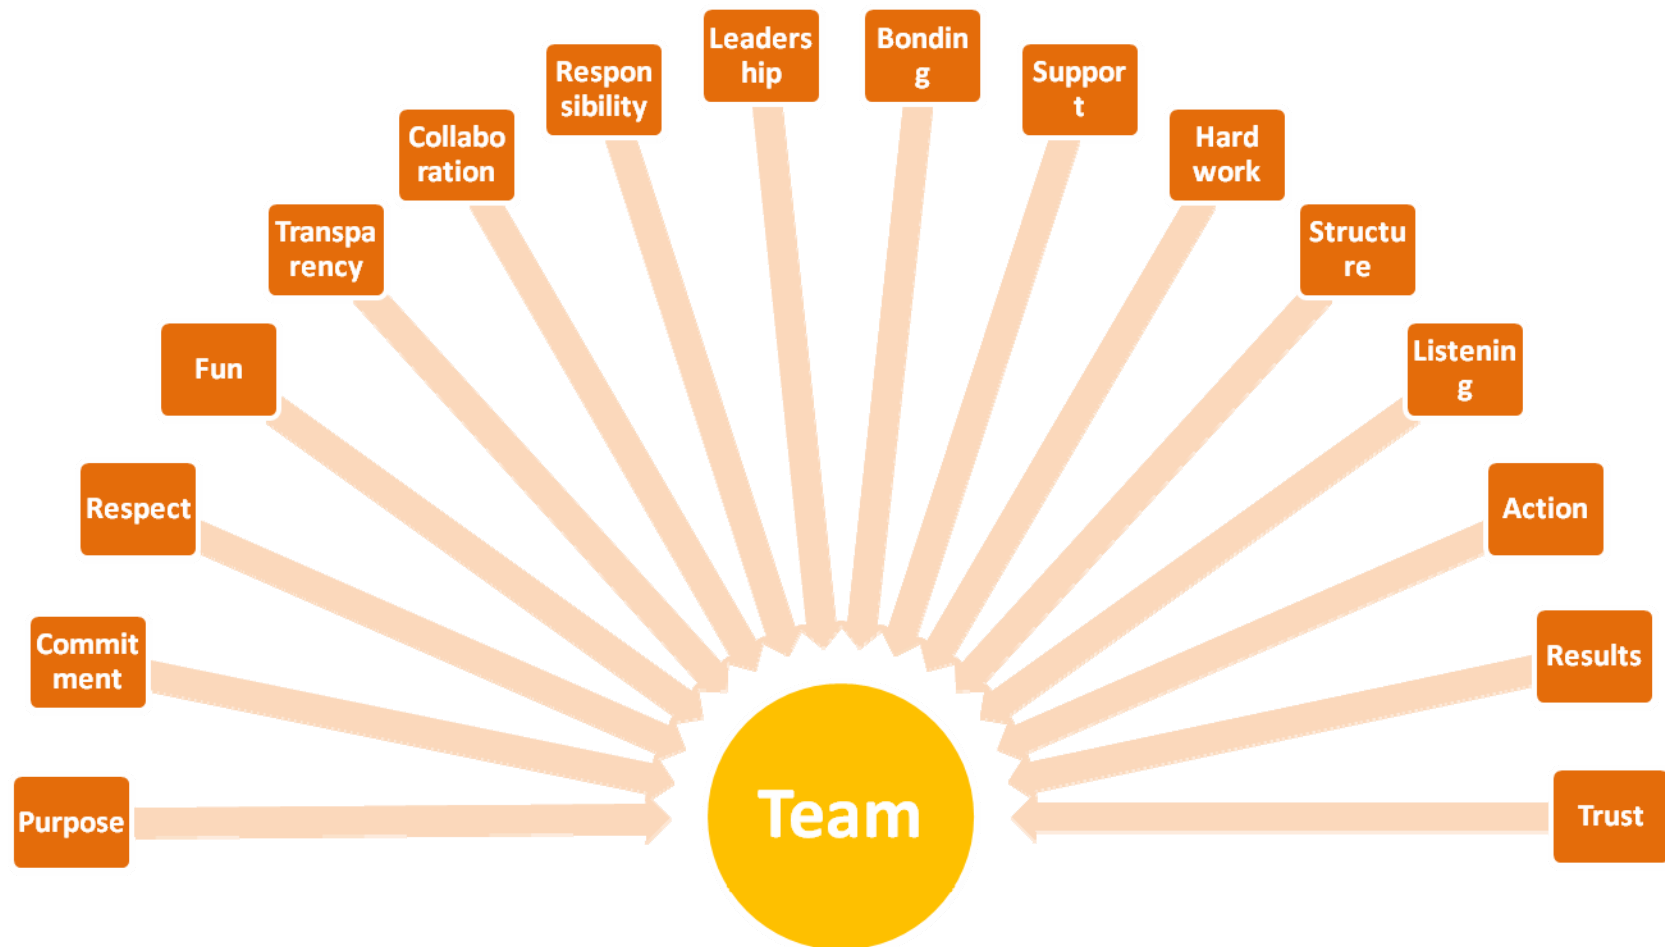 Purpose
Commit
ment
Respect
Fun
Transpa
rency
Collabo
ration
Respon
sibility
Leaders
hip
Bondin
g
Suppor
t
Hard
work
Structu
re
Listenin
g
Action
Results
Trust
Team